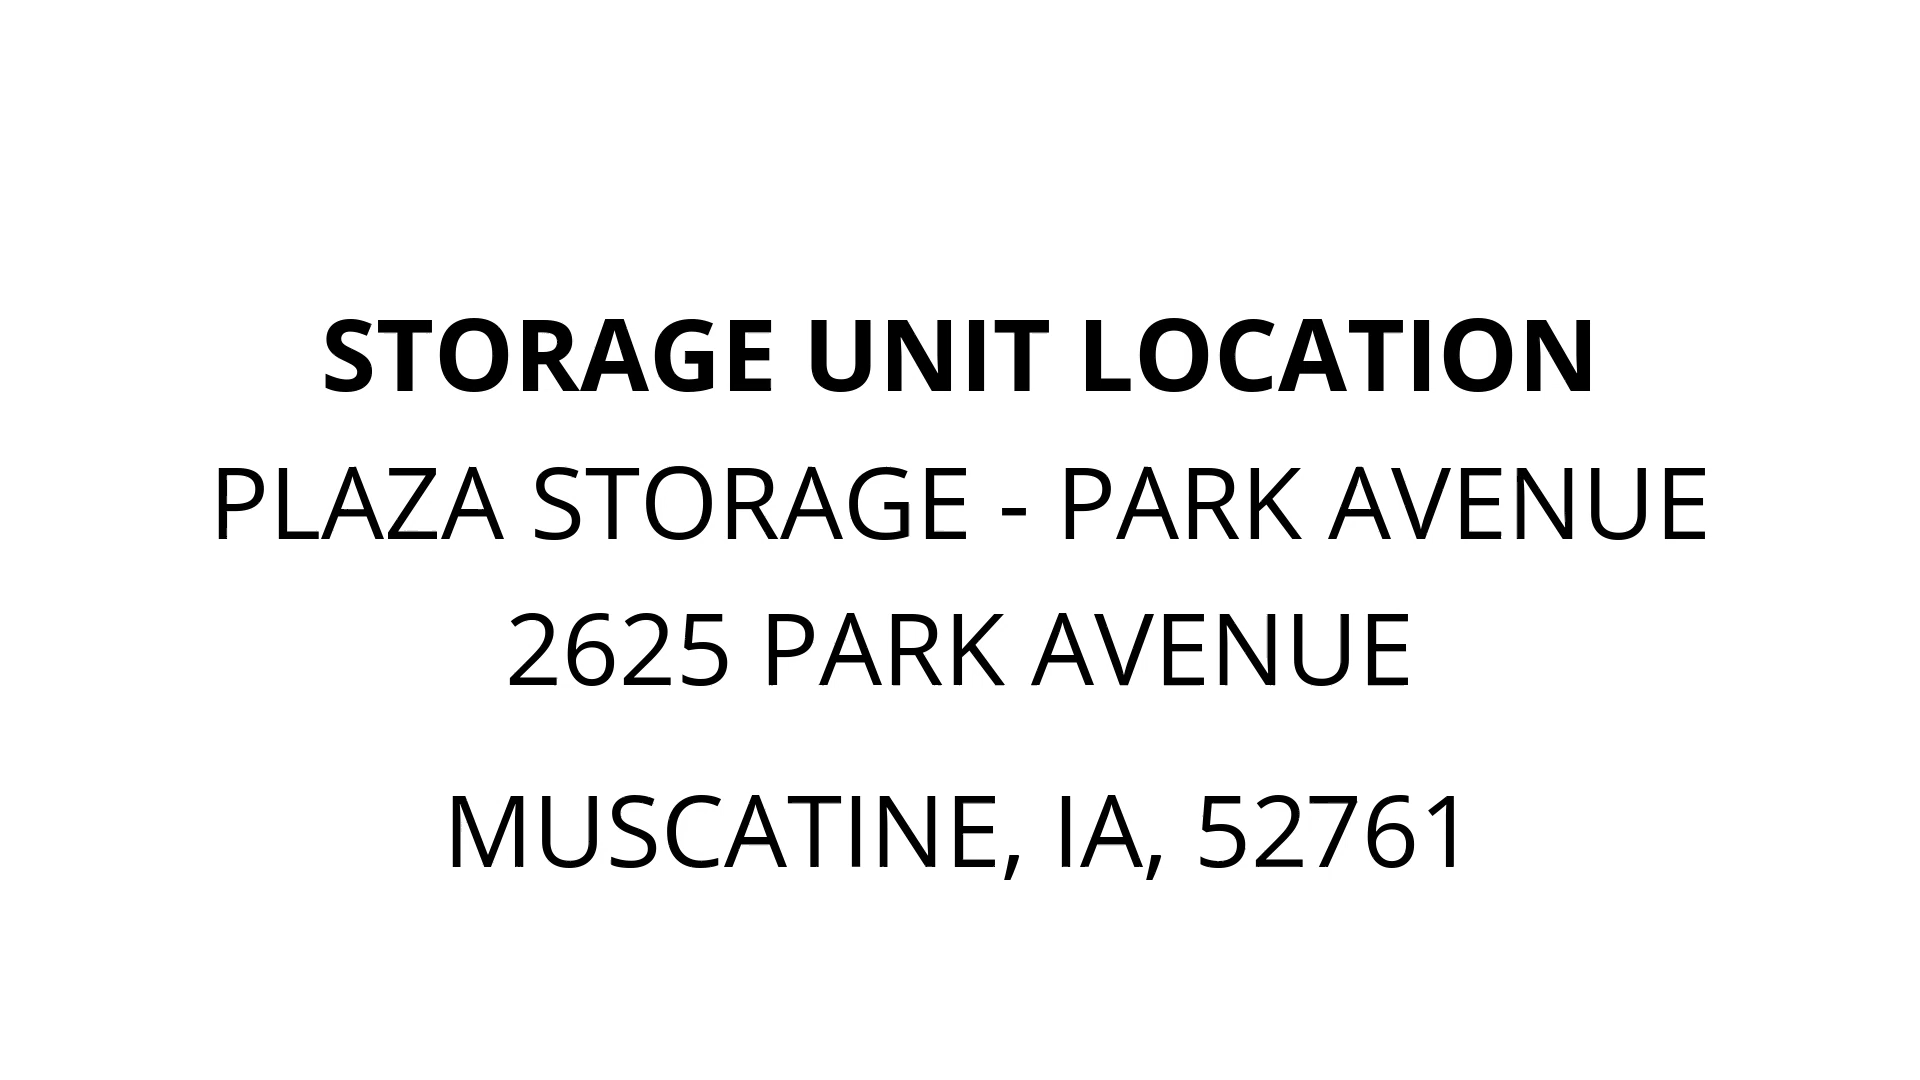 STORAGE UNIT LOCATION
PLAZA STORAGE - PARK AVENUE
2625 PARK AVENUE
MUSCATINE, IA, 52761